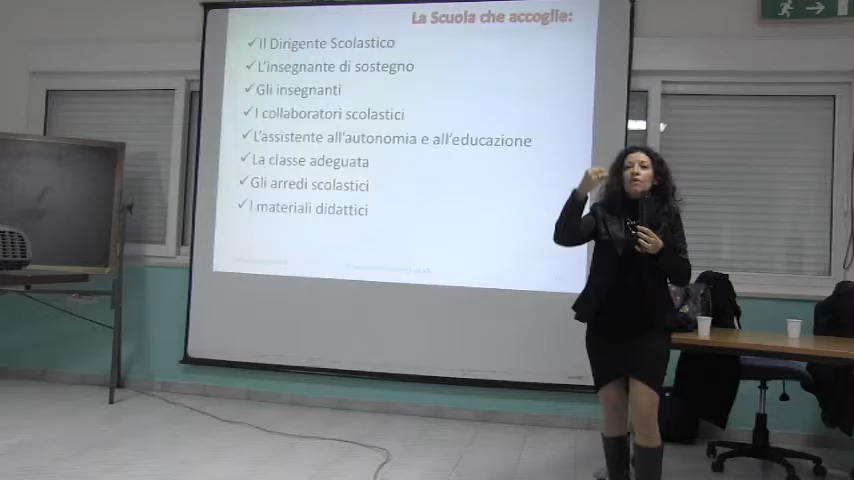 La Scuola che accoglie:
✓ Il Dirigente Scolastico
✓ L'insegnante di sostegno
✓ Gli insegnanti
✓ I collaboratori scolastici
✓ L'assistente all'autonomia e all'educazione
✓ La classe adeguata
✓ Gli arredi scolastici
✓ I materiali didattici